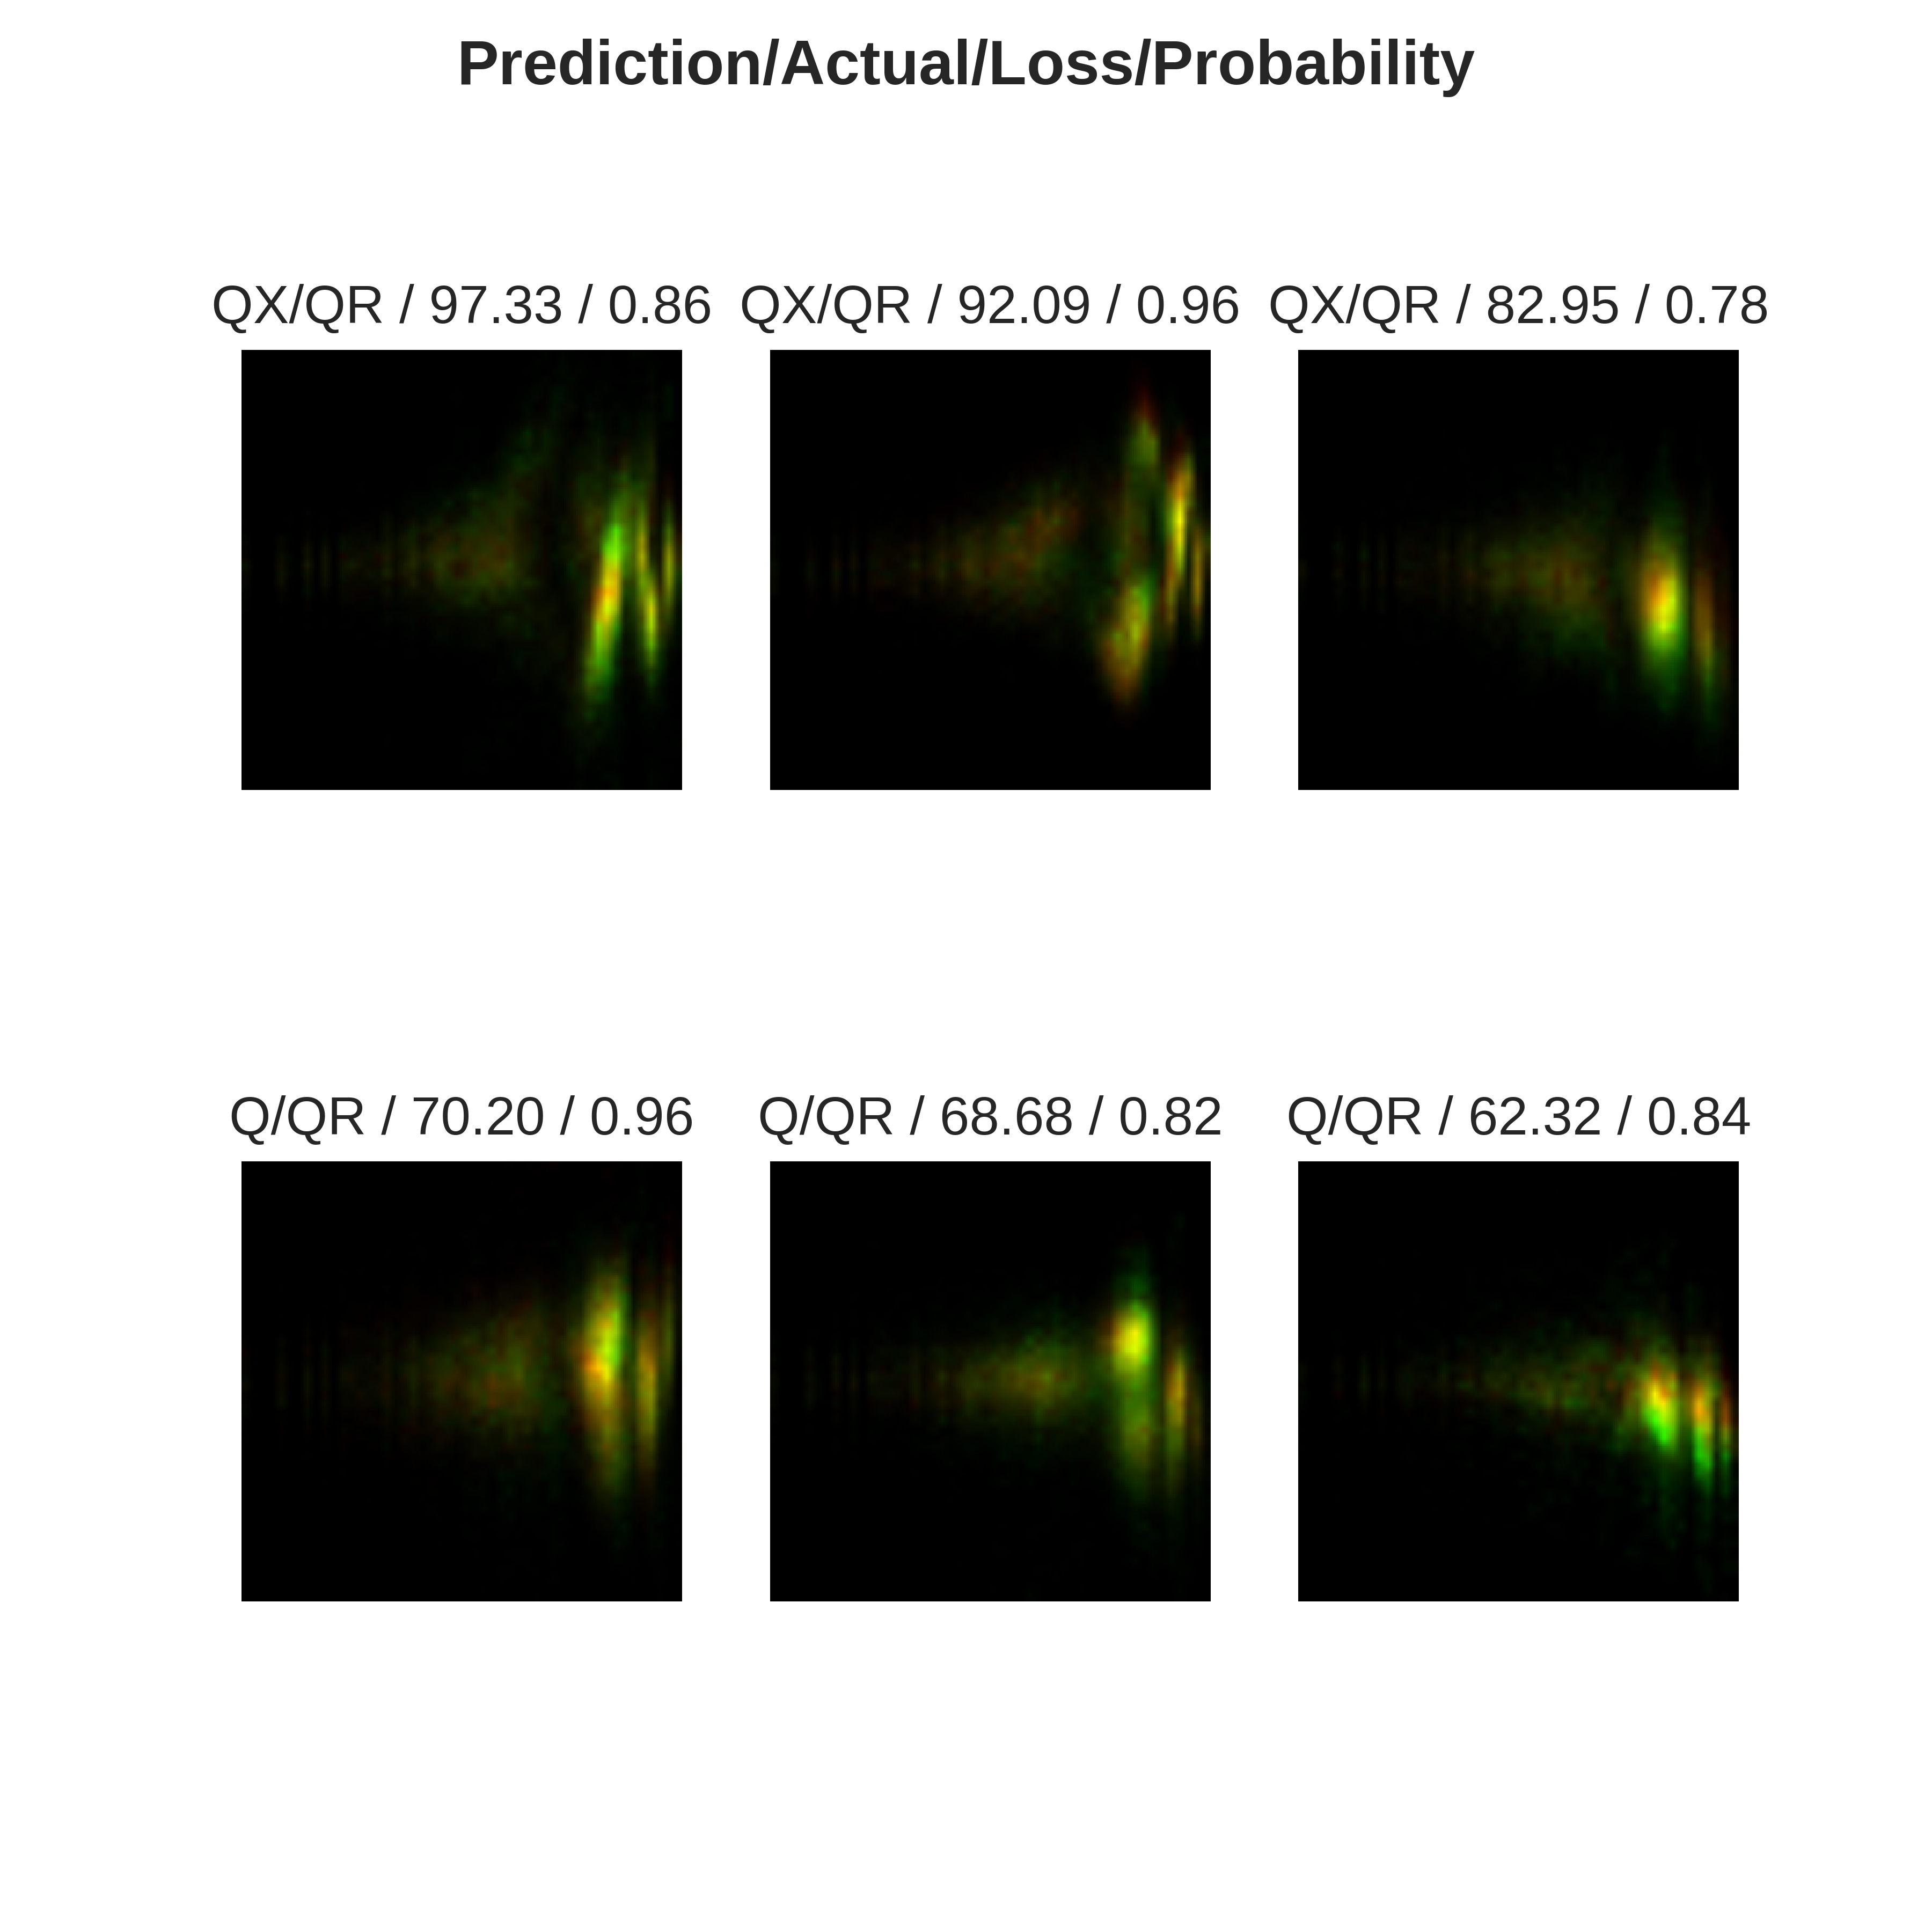 Prediction/Actual/Loss/Probability
QX/QR / 97.33 / 0.86
QX/QR / 92.09 / 0.96
QX/QR / 82.95 / 0.78
Q/QR / 70.20 / 0.96
Q/QR / 68.68 / 0.82
Q/QR / 62.32 / 0.84